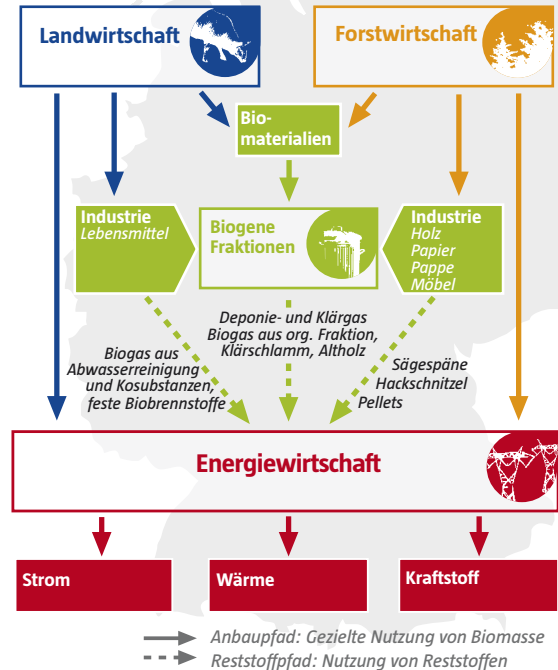 Landwirtschaft
Forstwirtschaft
Bio-
materialien
Industrie
Lebensmittel
Biogene
Fraktionen
Industrie
Holz
Papier
Pappe
Möbel
Biogas aus
Abwasserreinigung
und Kosubstanzen,
feste Biobrennstoffe
Deponie- und Klärgas
Biogas aus org. Fraktion,
Klärschlamm, Altholz
Sägespäne
Hackschnitzel
Pellets
Energiewirtschaft
Strom
Wärme
Kraftstoff
Anbaupfad: Gezielte Nutzung von Biomasse
Reststoffpfad: Nutzung von Reststoffen